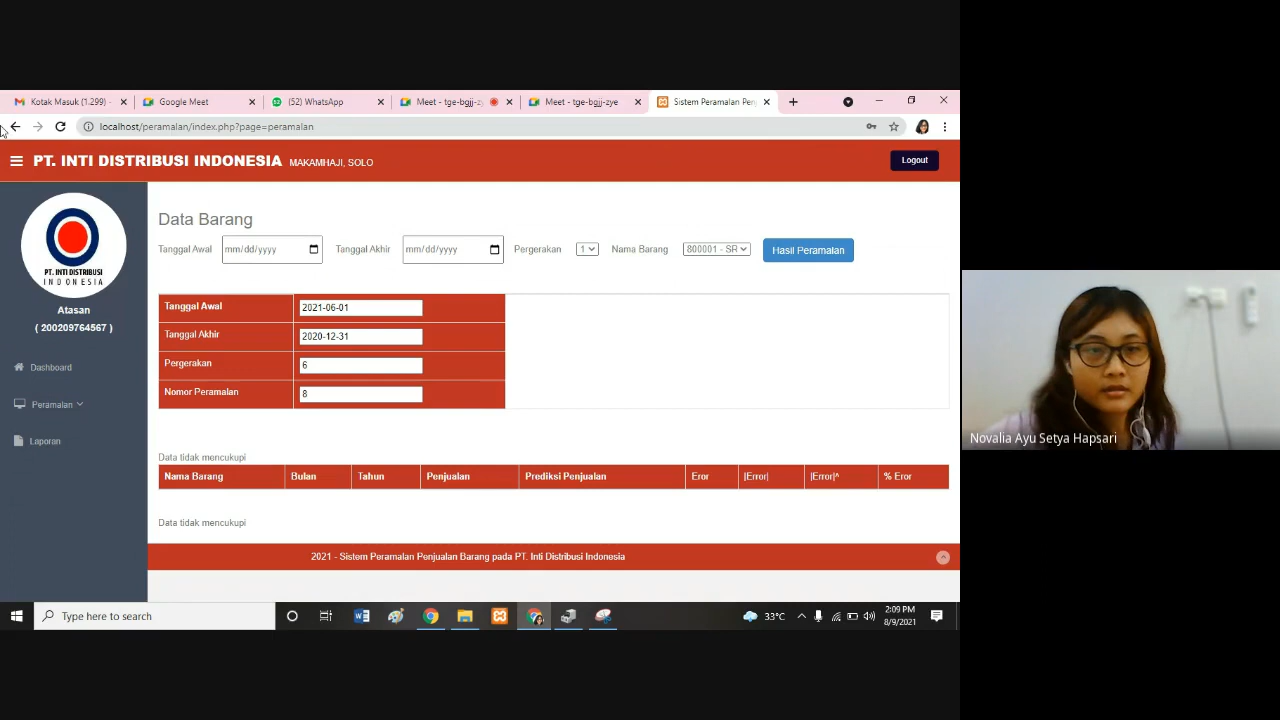 Kotak Masuk (1.299) -
Google Meet
(52) WhatsApp
Meet - tge-bgjj-zy
Meet - tge-bgjj-zye
Sistem Peramalan Penj
localhost/peramalan/index.php?page=peramalan
PT. INTI DISTRIBUSI INDONESIA MAKAMHAJI, SOLO
Logout
PT. INTI DISTRIBUSI
INDONESIA
Atasan
( 200209764567 )
Dashboard
Peramalan
Laporan
Data Barang
Tanggal Awal mm/dd/yyyy Tanggal Akhir mm/dd/yyyy Pergerakan 1 Nama Barang 800001 - SR Hasil Peramalan
Tanggal Awal 2021-06-01
Tanggal Akhir 2020-12-31
Pergerakan 6
Nomor Peramalan 8
Data tidak mencukupi
Nama Barang Bulan Tahun Penjualan Prediksi Penjualan Eror |Error| |Error|^ % Eror
Data tidak mencukupi
2021 - Sistem Peramalan Penjualan Barang pada PT. Inti Distribusi Indonesia
Type here to search
33°C
2:09 PM
8/9/2021
Novalia Ayu Setya Hapsari